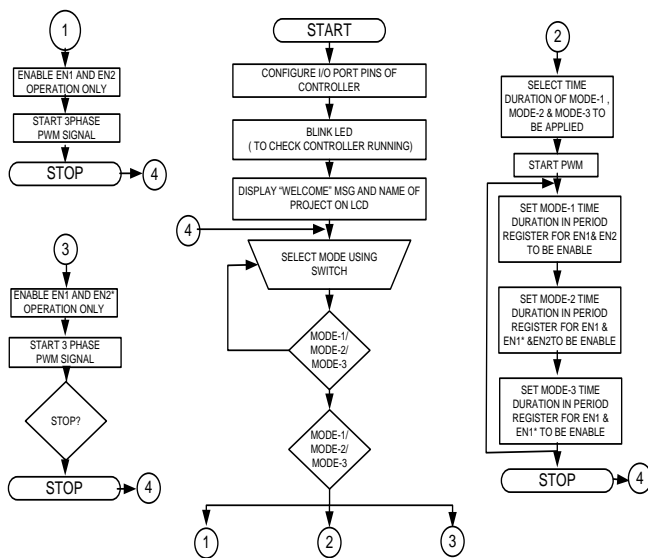 1
ENABLE EN1 AND EN2
OPERATION ONLY
START 3PHASE
PWM SIGNAL
STOP
4
3
ENABLE EN1 AND EN2*
OPERATION ONLY
START 3 PHASE
PWM SIGNAL
STOP?
STOP
4
START
CONFIGURE I/O PORT PINS OF
CONTROLLER
BLINK LED
( TO CHECK CONTROLLER RUNNING)
DISPLAY “WELCOME” MSG AND NAME OF
PROJECT ON LCD
4
SELECT MODE USING
SWITCH
MODE-1/
MODE-2/
MODE-3
MODE-1/
MODE-2/
MODE-3
1
2
3
2
SELECT TIME
DURATION OF MODE-1 ,
MODE-2 & MODE-3 TO
BE APPLIED
START PWM
SET MODE-1 TIME
DURATION IN PERIOD
REGISTER FOR EN1& EN2
TO BE ENABLE
SET MODE-2 TIME
DURATION IN PERIOD
REGISTER FOR EN1 &
EN1* &EN2TO BE ENABLE
SET MODE-3 TIME
DURATION IN PERIOD
REGISTER FOR EN1 &
EN1* TO BE ENABLE
STOP
4